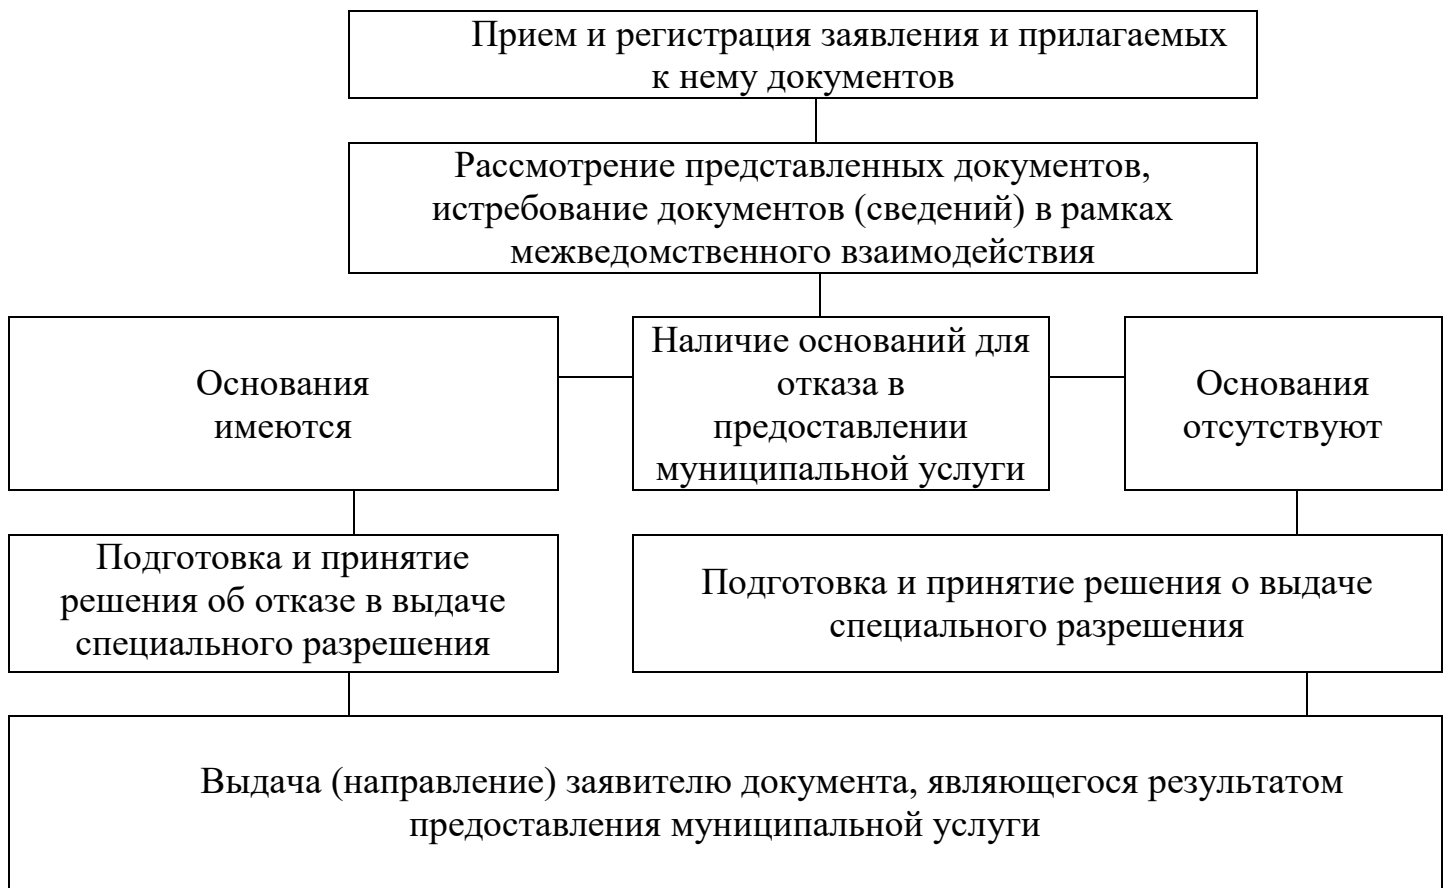 Прием и регистрация заявления и прилагаемых
к нему документов
Рассмотрение представленных документов,
истребование документов (сведений) в рамках
межведомственного взаимодействия
Основания
имеются
Наличие оснований для
отказа в
предоставлении
муниципальной услуги
Основания
отсутствуют
Подготовка и принятие
решения об отказе в выдаче
специального разрешения
Подготовка и принятие решения о выдаче
специального разрешения
Выдача (направление) заявителю документа, являющегося результатом
предоставления муниципальной услуги